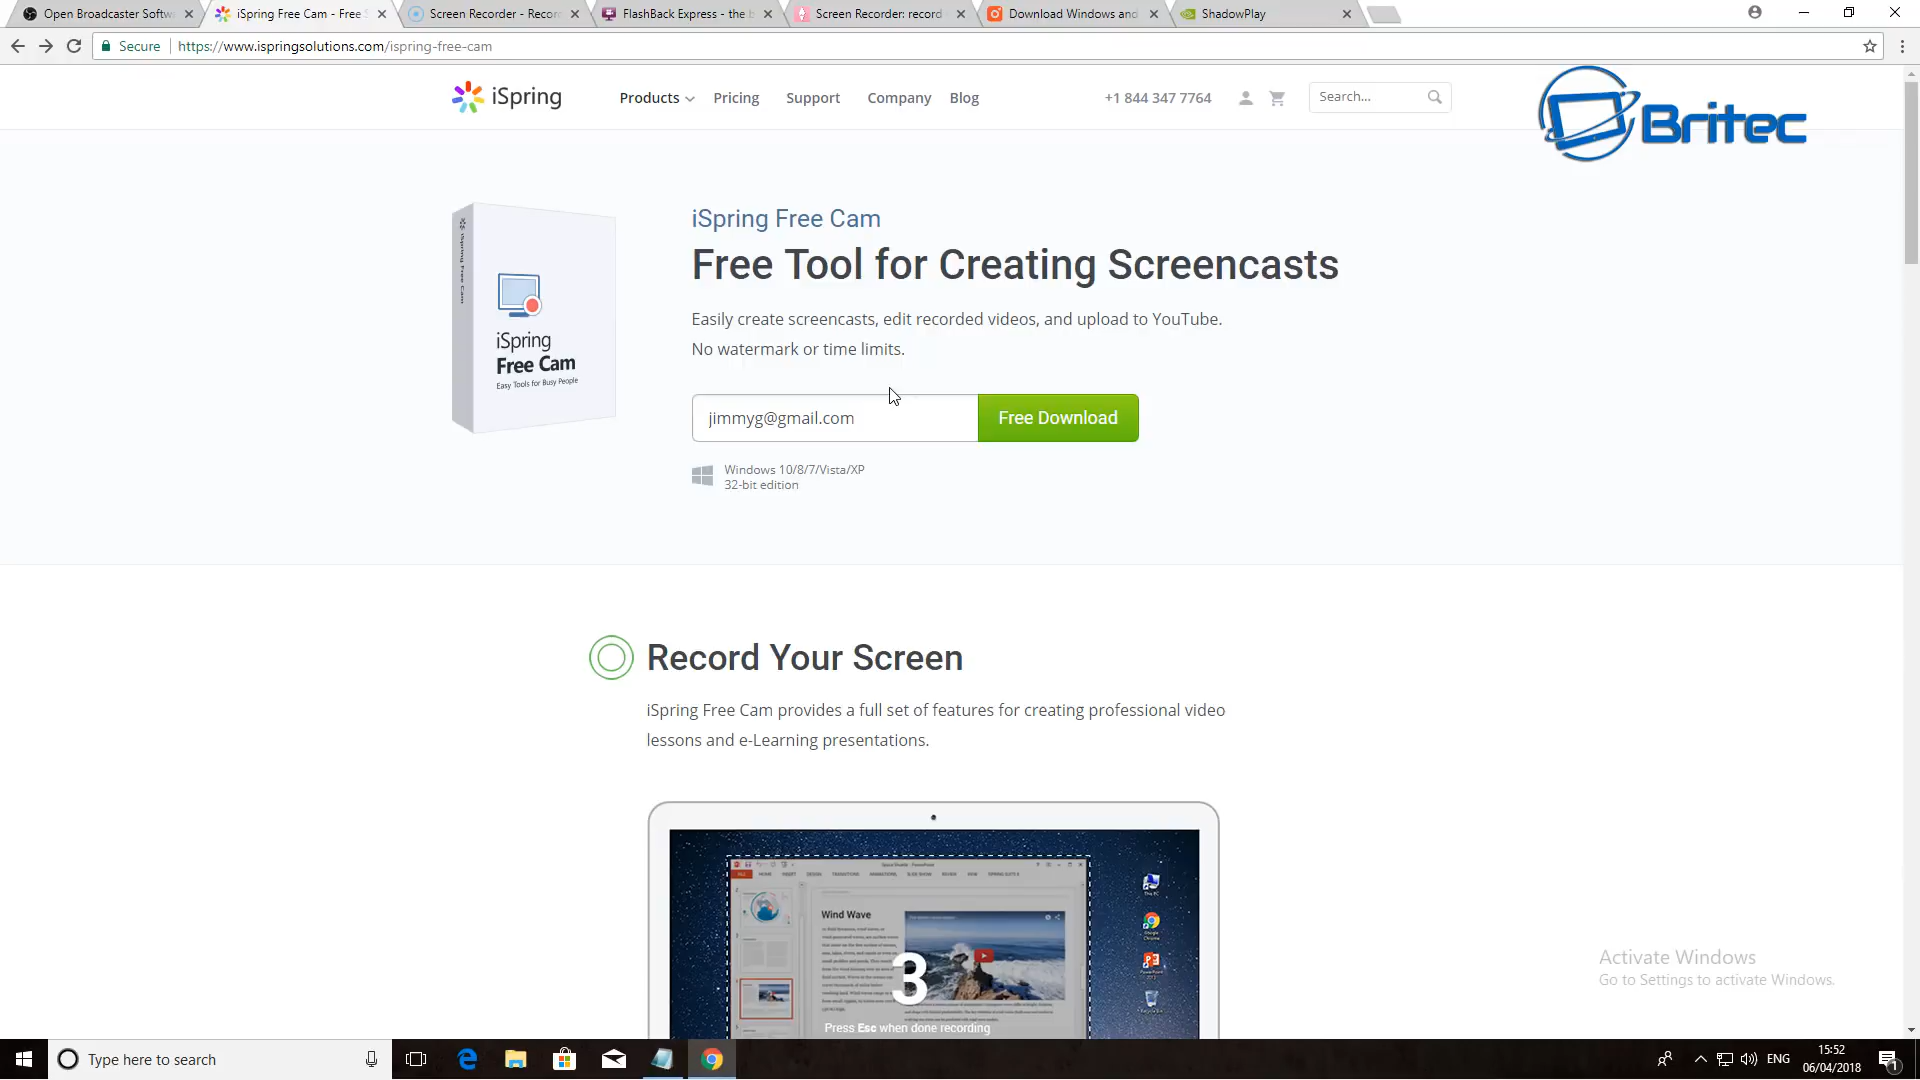 Open Broadcaster Softw
iSpring Free Cam - Free S
Screen Recorder - Recor
FlashBack Express - the b
Screen Recorder: record
Download Windows and
ShadowPlay
Secure
https://www.ispringsolutions.com/ispring-free-cam
iSpring
Products
Pricing
Support
Company
Blog
+1 844 347 7764
Search...
Britec
iSpring Free Cam
iSpring
Free Cam
Easy Tools for Busy People
iSpring Free Cam
Free Tool for Creating Screencasts
Easily create screencasts, edit recorded videos, and upload to YouTube.
No watermark or time limits.
jimmyg@gmail.com
Free Download
Windows 10/8/7/Vista/XP
32-bit edition
Record Your Screen
iSpring Free Cam provides a full set of features for creating professional video
lessons and e-Learning presentations.
Wind Wave
3
Press Esc when done recording
Activate Windows
Go to Settings to activate Windows.
Type here to search
ENG
15:52
06/04/2018
1